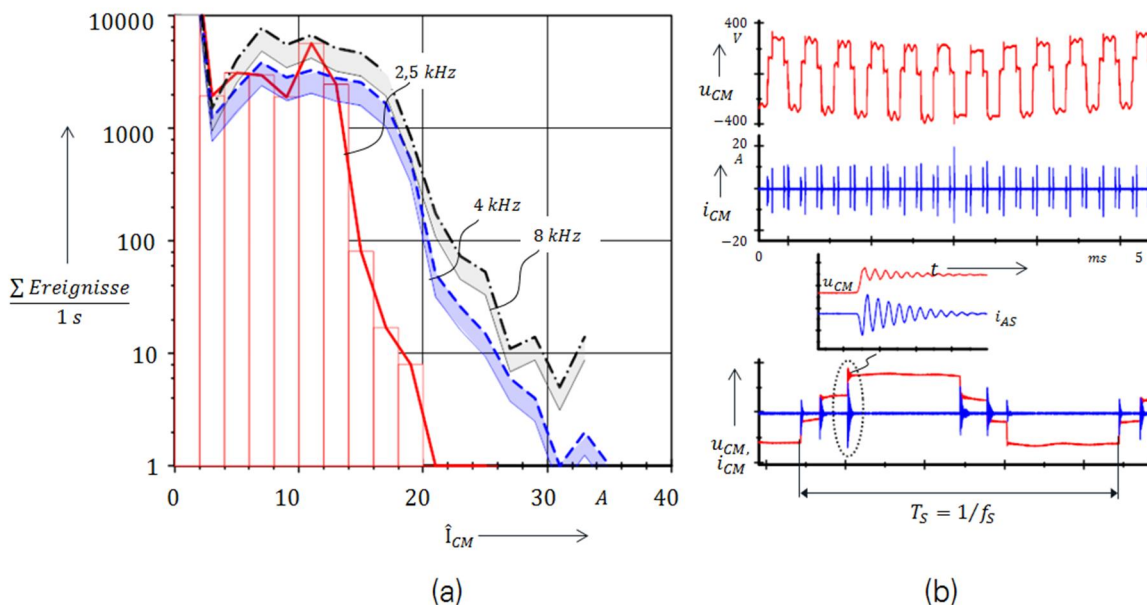 10000
1000
100
10
1
∑ Ereignisse
1 s
2,5 kHz
4 kHz
8 kHz
0 10 20 30 A 40
Î_CM
(a)
400
V
u_CM
−400
20
A
i_CM
−20
0 ms 5
t
u_CM
i_AS
u_CM,
i_CM
T_S = 1/f_S
(b)